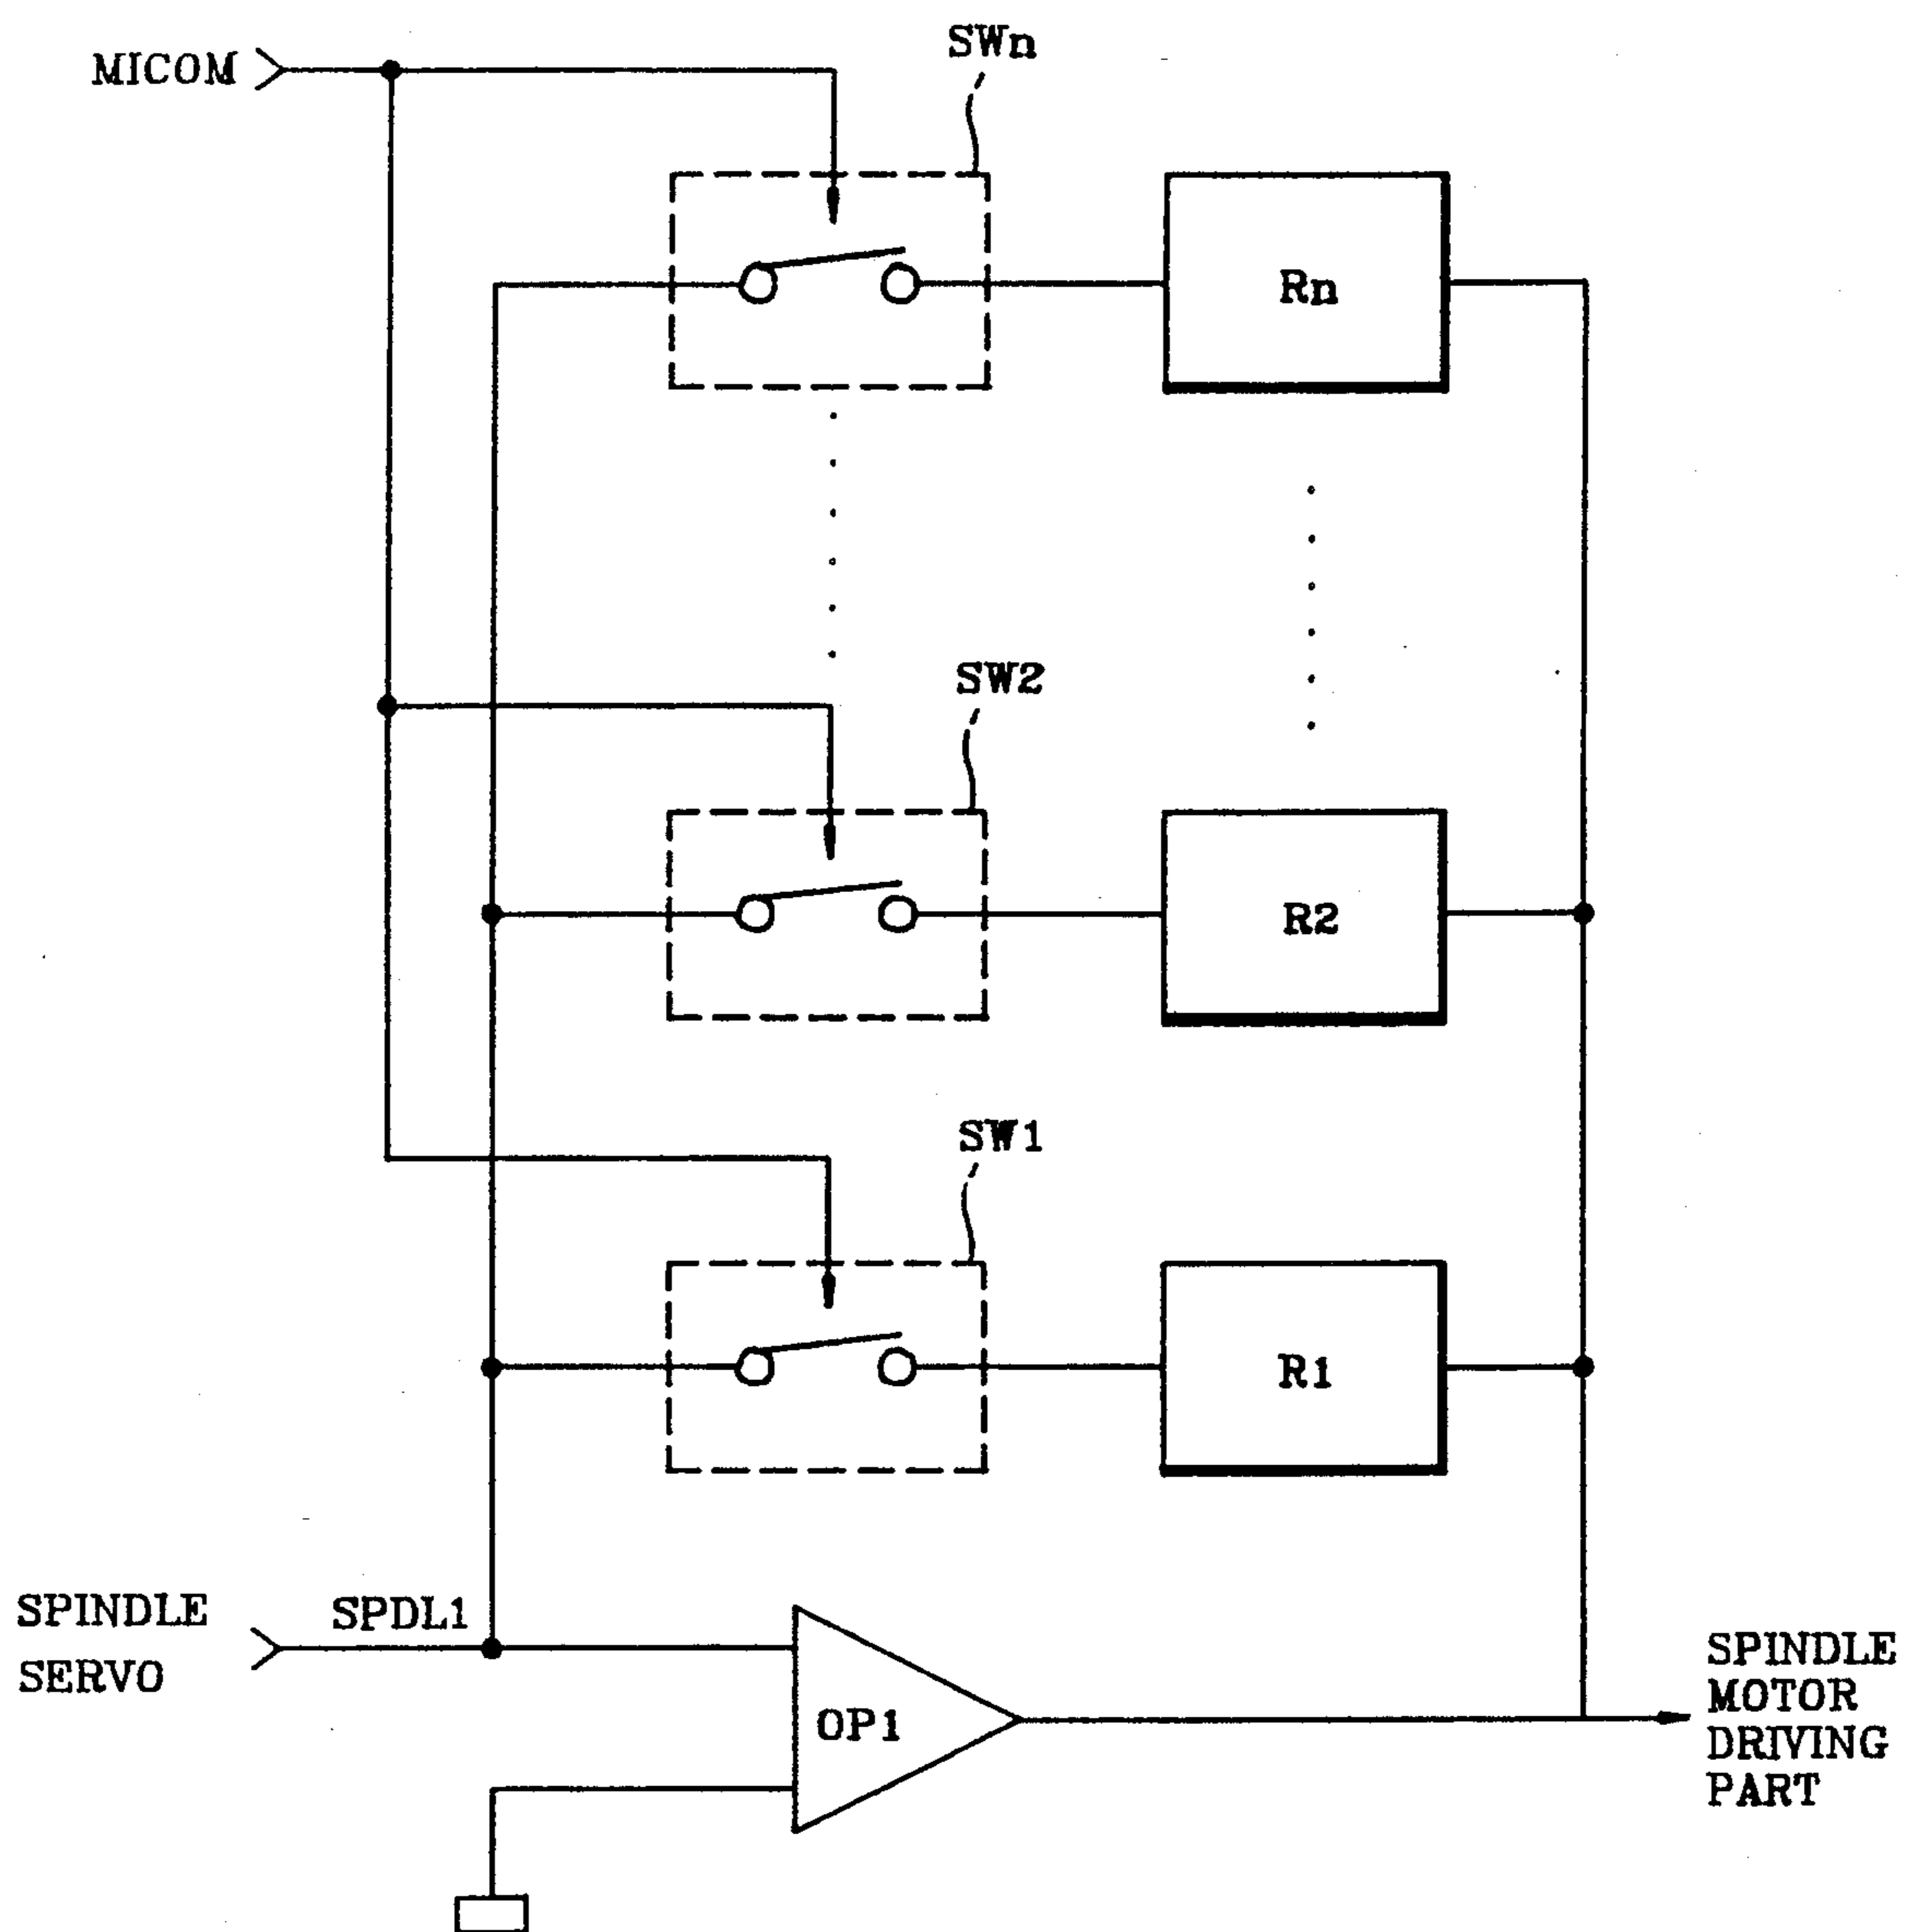 SWn
MICOM
Rn
SW2
R2
SW1
R1
SPINDLE
SERVO
SPDL1
OP1
SPINDLE
MOTOR
DRIVING
PART